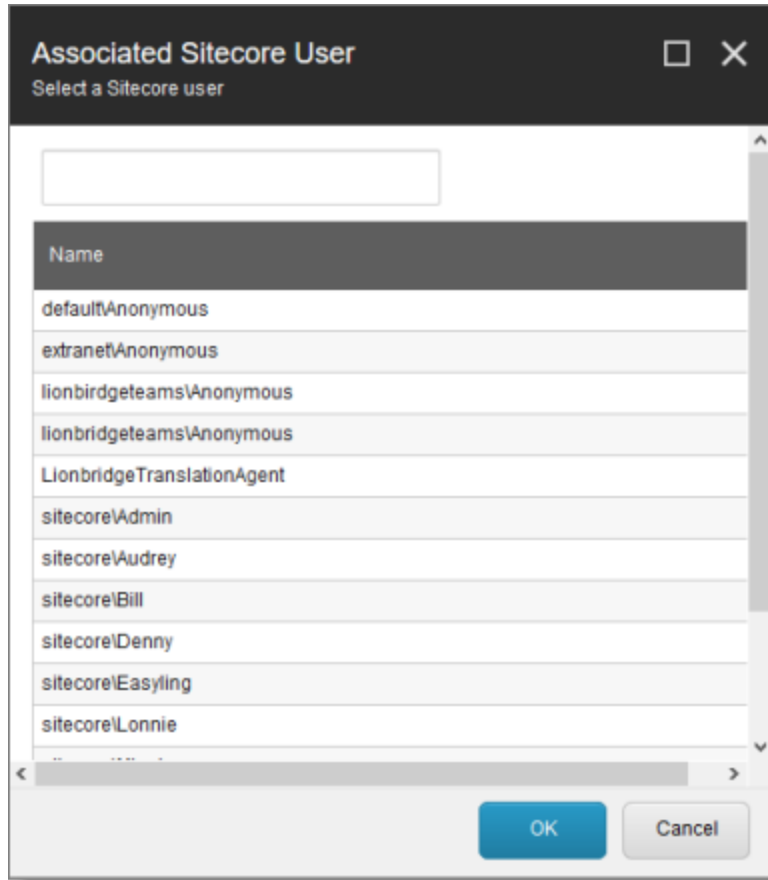 Associated Sitecore User
Select a Sitecore user
Name
default\Anonymous
extranet\Anonymous
lionbirdgeteams\Anonymous
lionbridgeteams\Anonymous
LionbridgeTranslationAgent
sitecore\Admin
sitecore\Audrey
sitecore\Bill
sitecore\Denny
sitecore\Easyling
sitecore\Lonnie
OK
Cancel